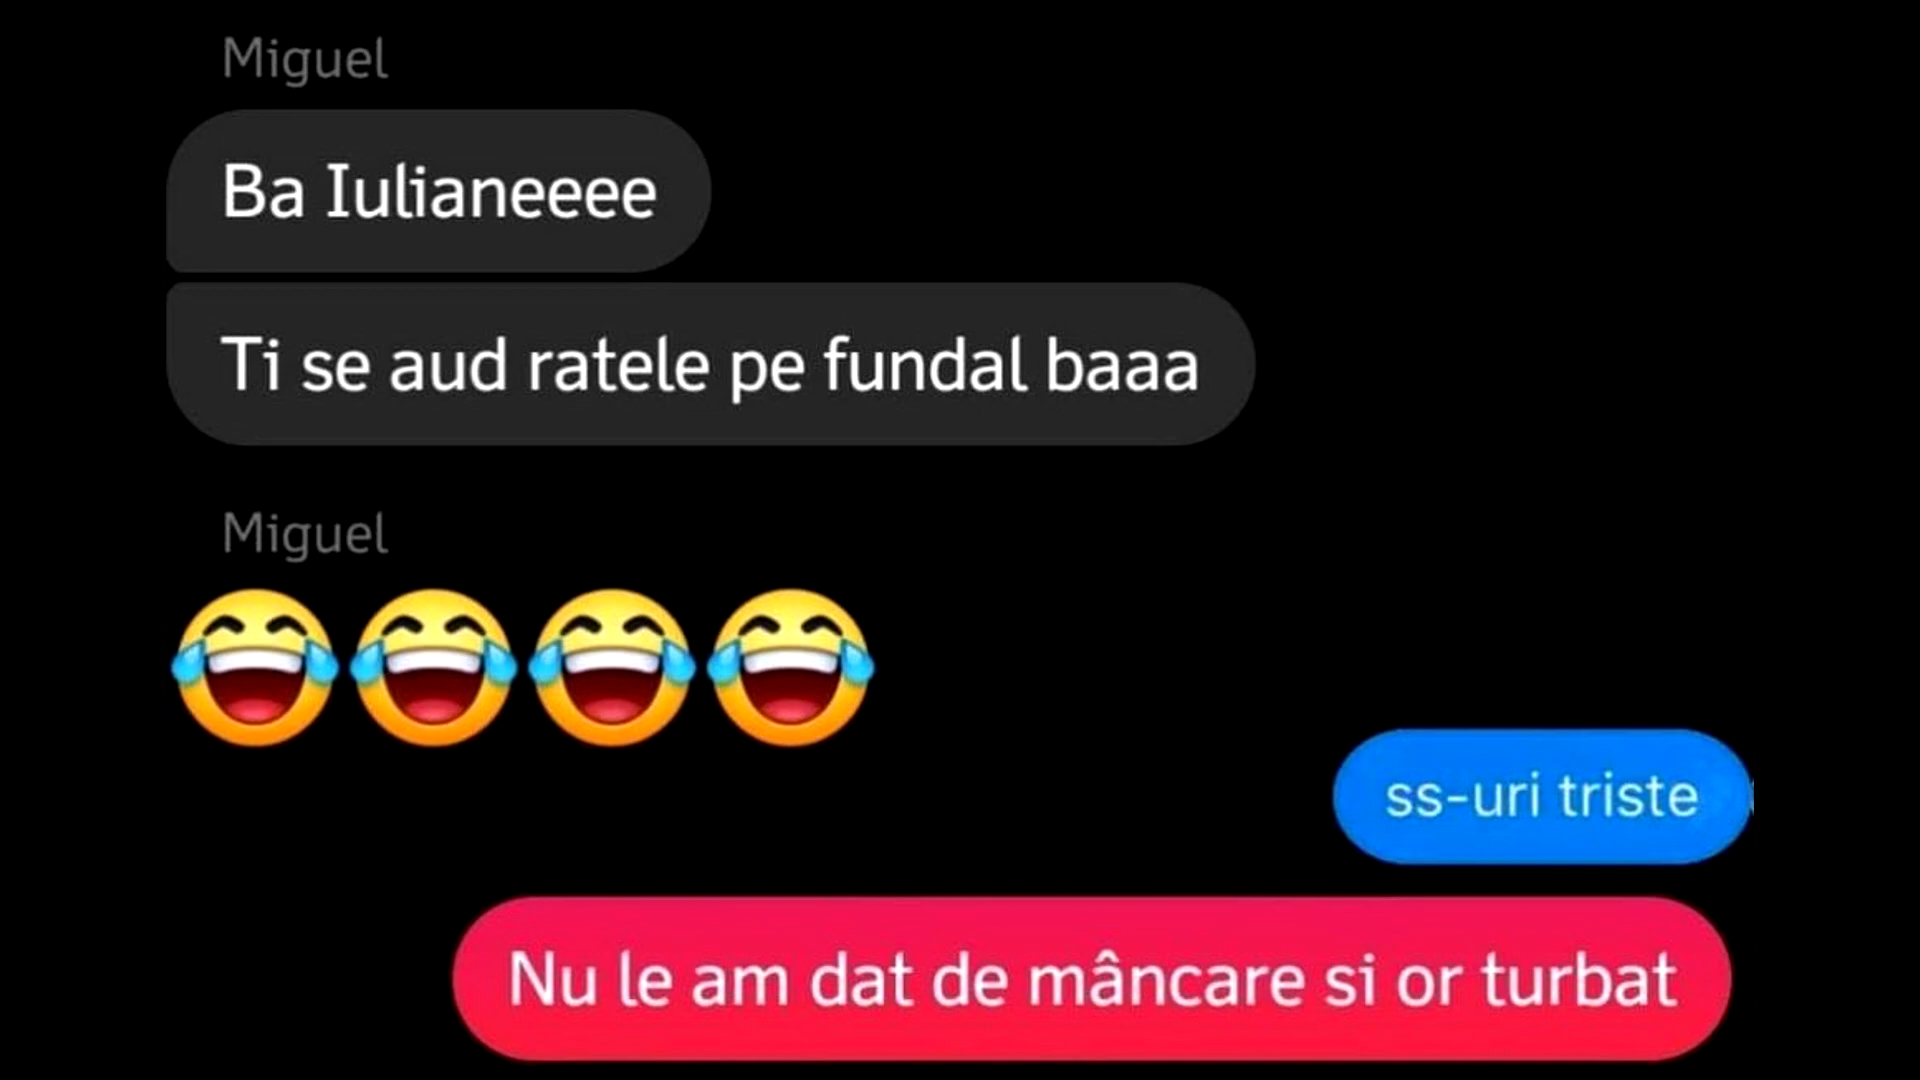 Miguel
Ba Iulianeeee
Ti se aud ratele pe fundal baaa
Miguel
ss-uri triste
Nu le am dat de mâncare si or turbat